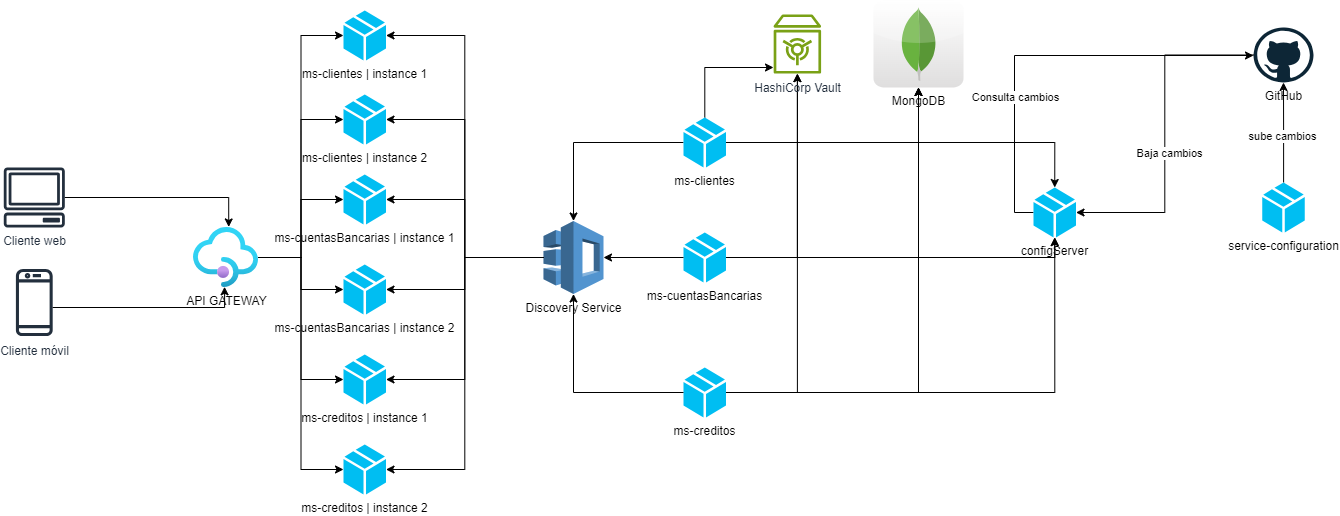 ms-clientes | instance 1
ms-clientes | instance 2
ms-cuentasBancarias | instance 1
ms-cuentasBancarias | instance 2
ms-creditos | instance 1
ms-creditos | instance 2
Cliente web
Cliente móvil
API GATEWAY
Discovery Service
ms-clientes
ms-cuentasBancarias
ms-creditos
HashiCorp Vault
MongoDB
Consulta cambios
Baja cambios
configServer
GitHub
sube cambios
service-configuration